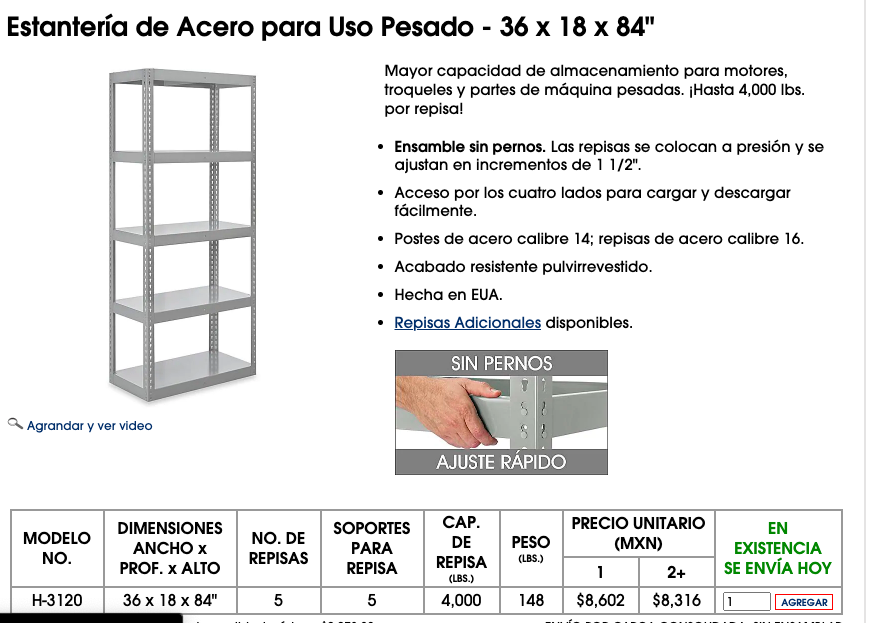 Estantería de Acero para Uso Pesado - 36 x 18 x 84"
Mayor capacidad de almacenamiento para motores,
troqueles y partes de máquina pesadas. ¡Hasta 4,000 lbs.
por repisa!
• Ensamble sin pernos. Las repisas se colocan a presión y se
ajustan en incrementos de 1 1/2".
• Acceso por los cuatro lados para cargar y descargar
fácilmente.
• Postes de acero calibre 14; repisas de acero calibre 16.
• Acabado resistente pulvirrevestido.
• Hecha en EUA.
• Repisas Adicionales disponibles.
SIN PERNOS
AJUSTE RÁPIDO
Agrandar y ver video
MODELO
NO.
DIMENSIONES
ANCHO x
PROF. x ALTO
NO. DE
REPISAS
SOPORTES
PARA
REPISA
CAP.
DE
REPISA
(LBS.)
PESO
(LBS.)
PRECIO UNITARIO
(MXN)
1 2+
EN
EXISTENCIA
SE ENVÍA HOY
H-3120 36 x 18 x 84" 5 5 4,000 148 $8,602 $8,316 1 AGREGAR